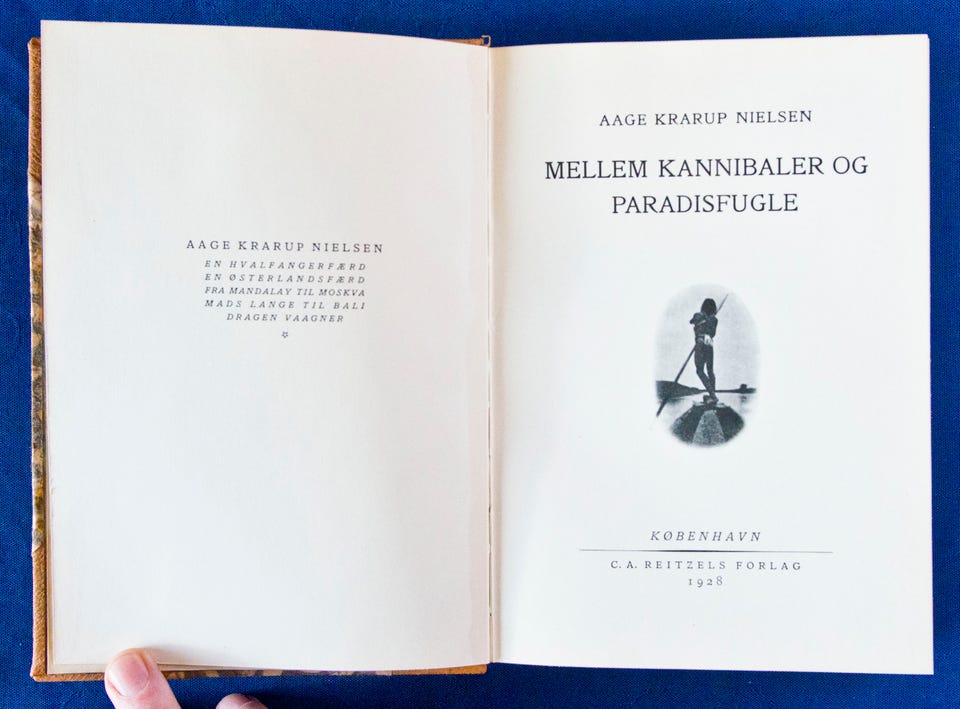 AAGE KRARUP NIELSEN
EN HVALFANGERFÆRD
EN ØSTERLANDSFÆRD
FRA MANDALAY TIL MOSKVA
MADS LANGE TIL BALI
DRAGEN VAAGNER
AAGE KRARUP NIELSEN
MELLEM KANNIBALER OG
PARADISFUGLE
KØBENHAVN
C. A. REITZELS FORLAG
1928